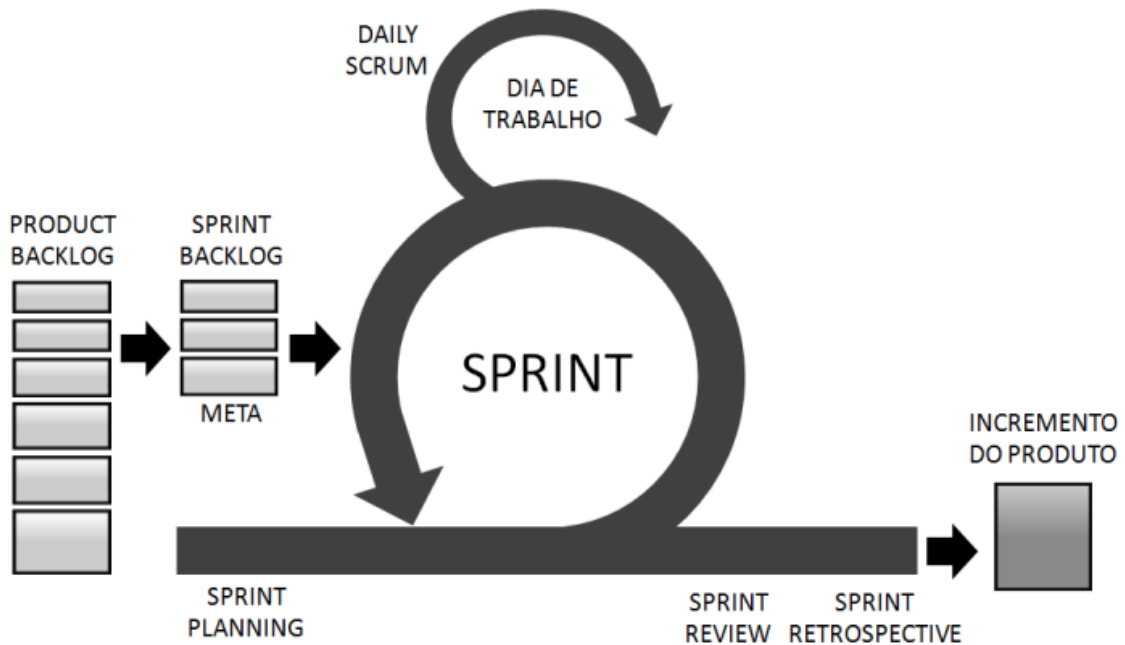 DAILY
SCRUM
DIA DE
TRABALHO
PRODUCT
BACKLOG
SPRINT
BACKLOG
META
SPRINT
INCREMENTO
DO PRODUTO
SPRINT
PLANNING
SPRINT
REVIEW
SPRINT
RETROSPECTIVE